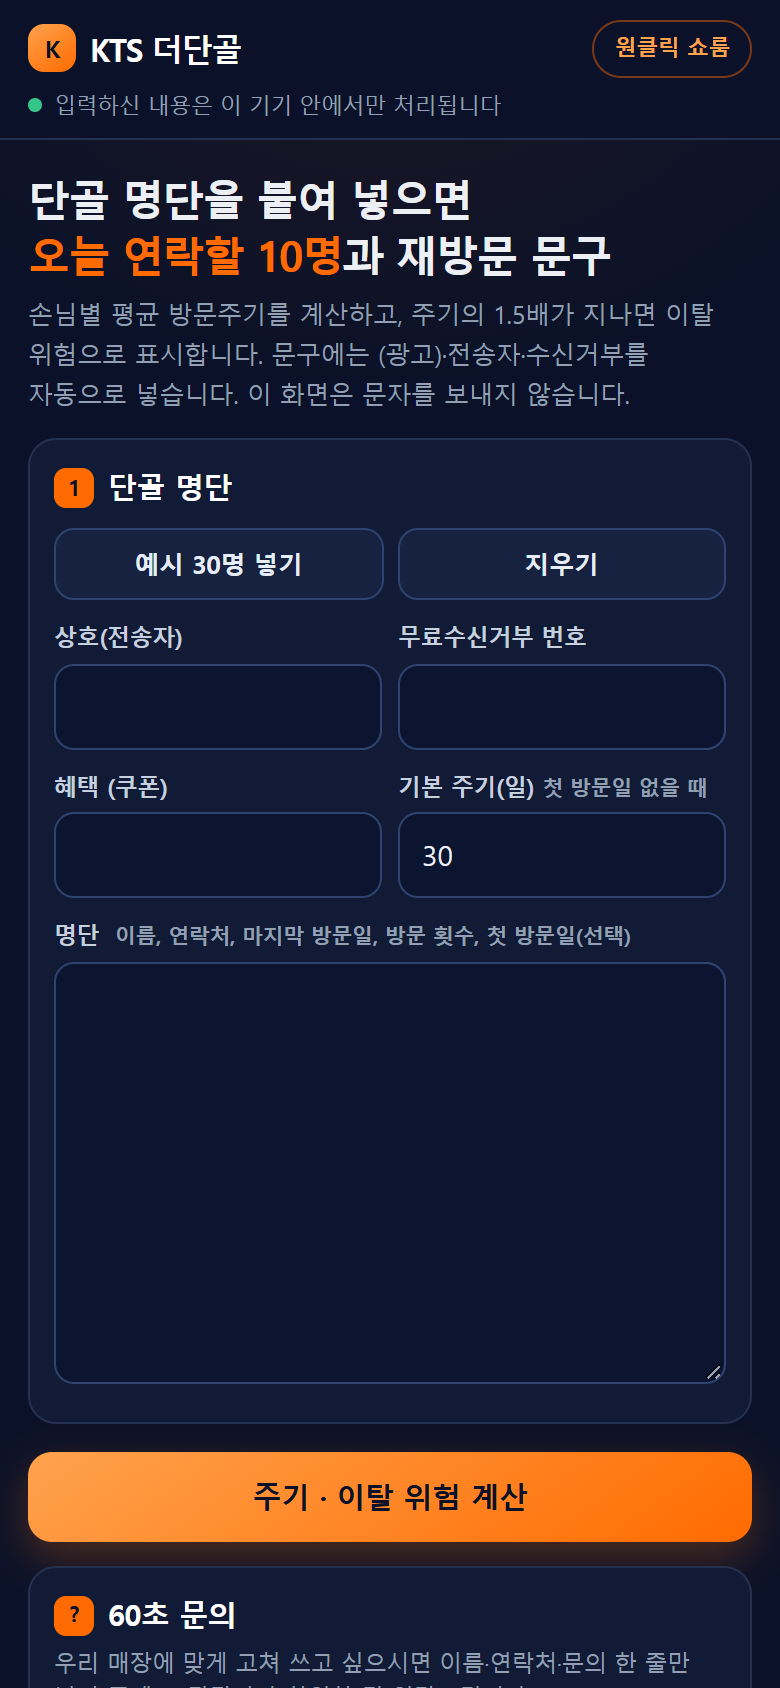 K KTS 더단골 원클릭 쇼룸
입력하신 내용은 이 기기 안에서만 처리됩니다
단골 명단을 붙여 넣으면
오늘 연락할 10명과 재방문 문구
손님별 평균 방문주기를 계산하고, 주기의 1.5배가 지나면 이탈
위험으로 표시합니다. 문구에는 (광고)·전송자·수신거부를
자동으로 넣습니다. 이 화면은 문자를 보내지 않습니다.
1 단골 명단
예시 30명 넣기 지우기
상호(전송자) 무료수신거부 번호
혜택 (쿠폰) 기본 주기(일) 첫 방문일 없을 때
30
명단 이름, 연락처, 마지막 방문일, 방문 횟수, 첫 방문일(선택)
주기 · 이탈 위험 계산
? 60초 문의
우리 매장에 맞게 고쳐 쓰고 싶으시면 이름·연락처·문의 한 줄만